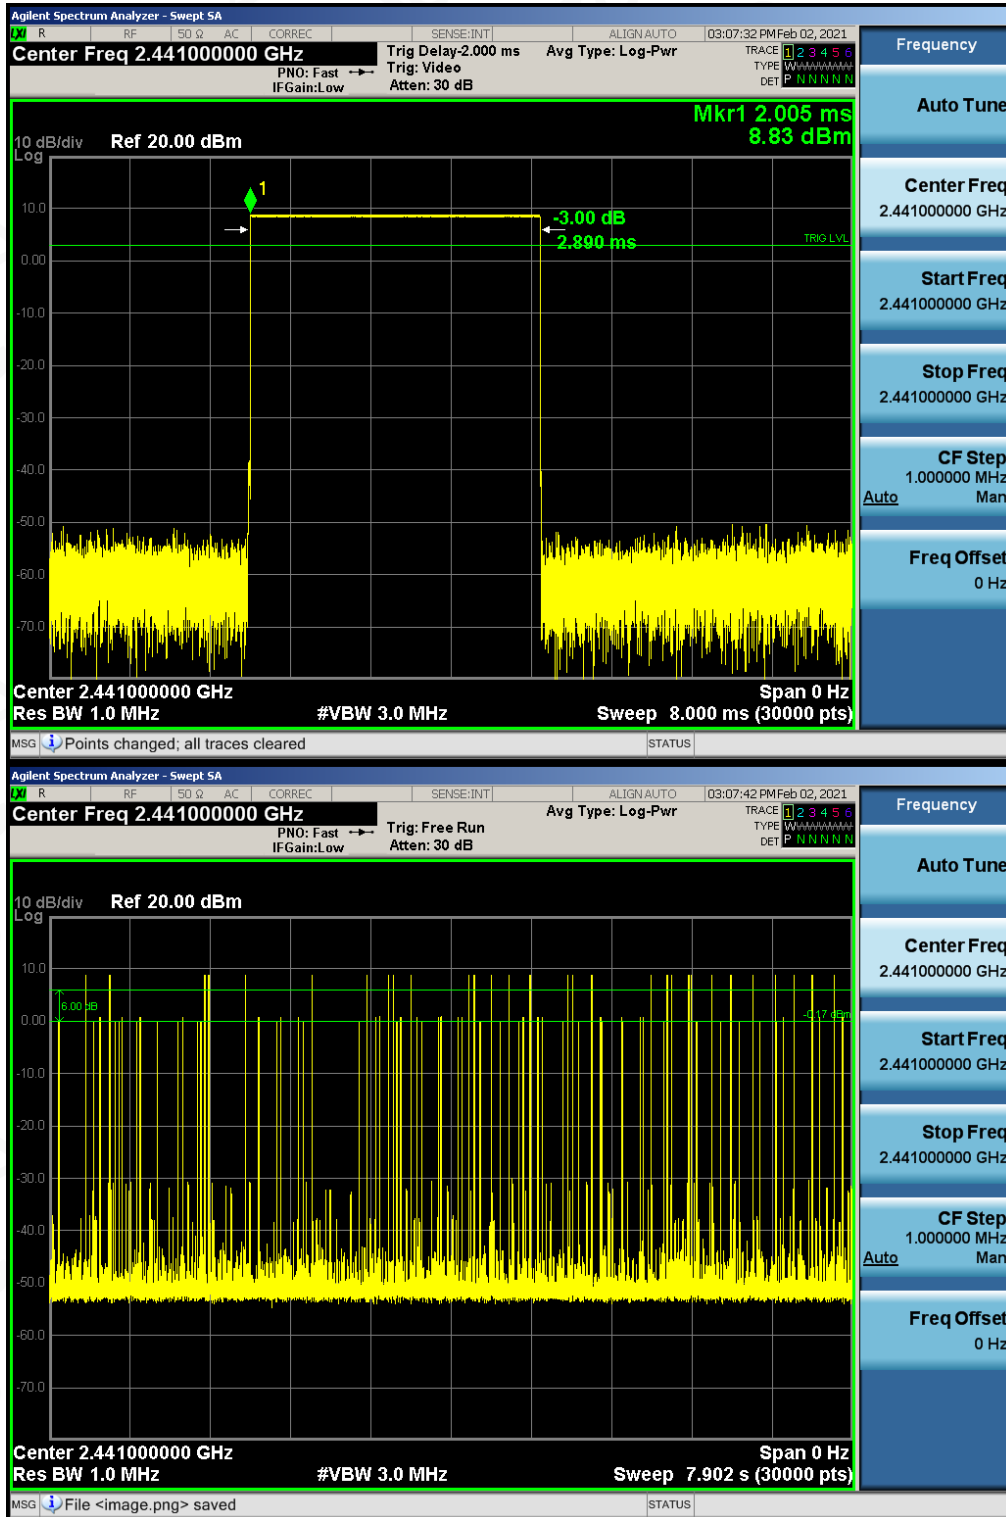 Agilent Spectrum Analyzer - Swept SA
LXI R RF 50 Ω AC CORREC SENSE:INT ALIGN AUTO 03:07:32 PM Feb 02, 2021
Center Freq 2.441000000 GHz
PNO: Fast
IFGain:Low
Trig Delay-2.000 ms
Trig: Video
Atten: 30 dB
Avg Type: Log-Pwr
TRACE 1 2 3 4 5 6
TYPE WWWWWW
DET P N N N N N
Mkr1 2.005 ms
8.83 dBm
10 dB/div Ref 20.00 dBm
Log
1
10.0
-3.00 dB
2.890 ms
TRIG LVL
0.00
-10.0
-20.0
-30.0
-40.0
-50.0
-60.0
-70.0
Center 2.441000000 GHz Span 0 Hz
Res BW 1.0 MHz #VBW 3.0 MHz Sweep 8.000 ms (30000 pts)
MSG Points changed; all traces cleared STATUS
Frequency
Auto Tune
Center Freq
2.441000000 GHz
Start Freq
2.441000000 GHz
Stop Freq
2.441000000 GHz
CF Step
1.000000 MHz
Auto Man
Freq Offset
0 Hz
Agilent Spectrum Analyzer - Swept SA
LXI R RF 50 Ω AC CORREC SENSE:INT ALIGN AUTO 03:07:42 PM Feb 02, 2021
Center Freq 2.441000000 GHz
PNO: Fast
IFGain:Low
Trig: Free Run
Atten: 30 dB
Avg Type: Log-Pwr
TRACE 1 2 3 4 5 6
TYPE WWWWWW
DET P N N N N N
10 dB/div Ref 20.00 dBm
Log
10.0
6.00 dB
-0.17 dBm
0.00
-10.0
-20.0
-30.0
-40.0
-50.0
-60.0
-70.0
Center 2.441000000 GHz Span 0 Hz
Res BW 1.0 MHz #VBW 3.0 MHz Sweep 7.902 s (30000 pts)
MSG File <image.png> saved STATUS
Frequency
Auto Tune
Center Freq
2.441000000 GHz
Start Freq
2.441000000 GHz
Stop Freq
2.441000000 GHz
CF Step
1.000000 MHz
Auto Man
Freq Offset
0 Hz